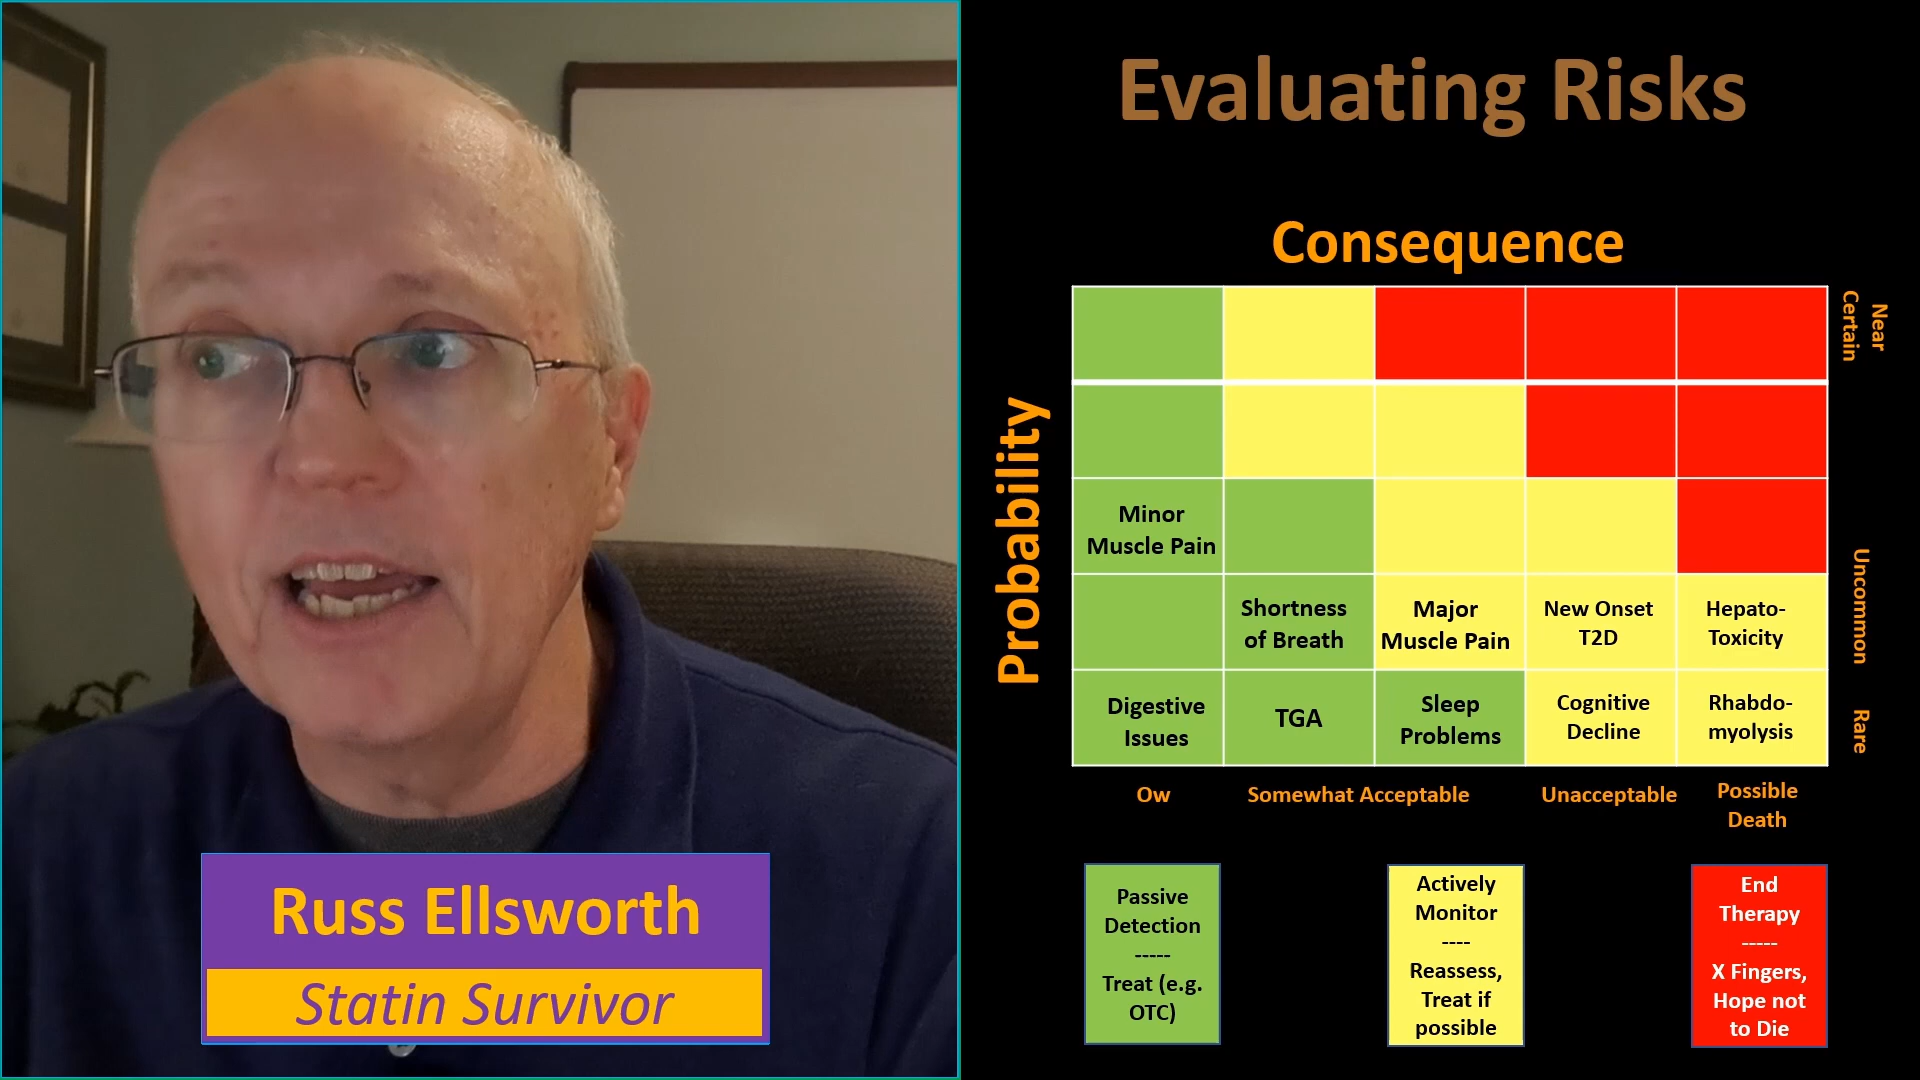 Evaluating Risks
Consequence
Probability
Near
Certain
Minor
Muscle Pain
Shortness
of Breath
Major
Muscle Pain
New Onset
T2D
Hepato-
Toxicity
Uncommon
Digestive
Issues
TGA
Sleep
Problems
Cognitive
Decline
Rhabdo-
myolysis
Rare
Ow
Somewhat Acceptable
Unacceptable
Possible
Death
Passive
Detection
-----
Treat (e.g.
OTC)
Actively
Monitor
----
Reassess,
Treat if
possible
End
Therapy
-----
X Fingers,
Hope not
to Die
Russ Ellsworth
Statin Survivor